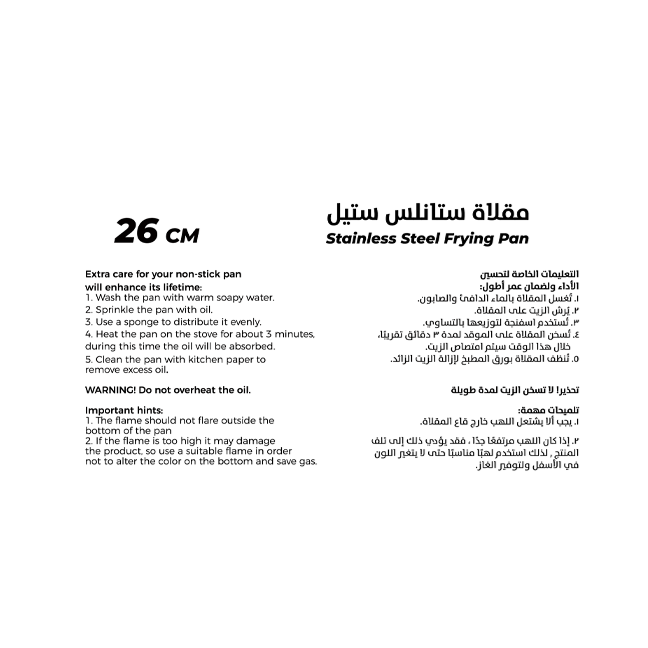 26 CM
مقلاة ستانلس ستيل
Stainless Steel Frying Pan
Extra care for your non-stick pan
will enhance its lifetime:
1. Wash the pan with warm soapy water.
2. Sprinkle the pan with oil.
3. Use a sponge to distribute it evenly.
4. Heat the pan on the stove for about 3 minutes,
during this time the oil will be absorbed.
5. Clean the pan with kitchen paper to
remove excess oil.
WARNING! Do not overheat the oil.
Important hints:
1. The flame should not flare outside the
bottom of the pan
2. If the flame is too high it may damage
the product, so use a suitable flame in order
not to alter the color on the bottom and save gas.
التعليمات الخاصة لتحسين
الأداء ولضمان عمر أطول:
١. تُغسل المقلاة بالماء الدافئ والصابون.
٢. يُرش الزيت على المقلاة.
٣. تُستخدم اسفنجة لتوزيعها بالتساوي.
٤. تُسخن المقلاة على الموقد لمدة ٣ دقائق تقريبًا،
خلال هذا الوقت سيتم امتصاص الزيت.
٥. تُنظف المقلاة بورق المطبخ لإزالة الزيت الزائد.
تحذير! لا تسخن الزيت لمدة طويلة
تلميحات مهمة:
١. يجب ألا يشتعل اللهب خارج قاع المقلاة.
٢. إذا كان اللهب مرتفعًا جدًا ، فقد يؤدي ذلك إلى تلف
المنتج , لذلك استخدم لهبًا مناسبًا حتى لا يتغير اللون
في الأسفل ولتوفير الغاز.